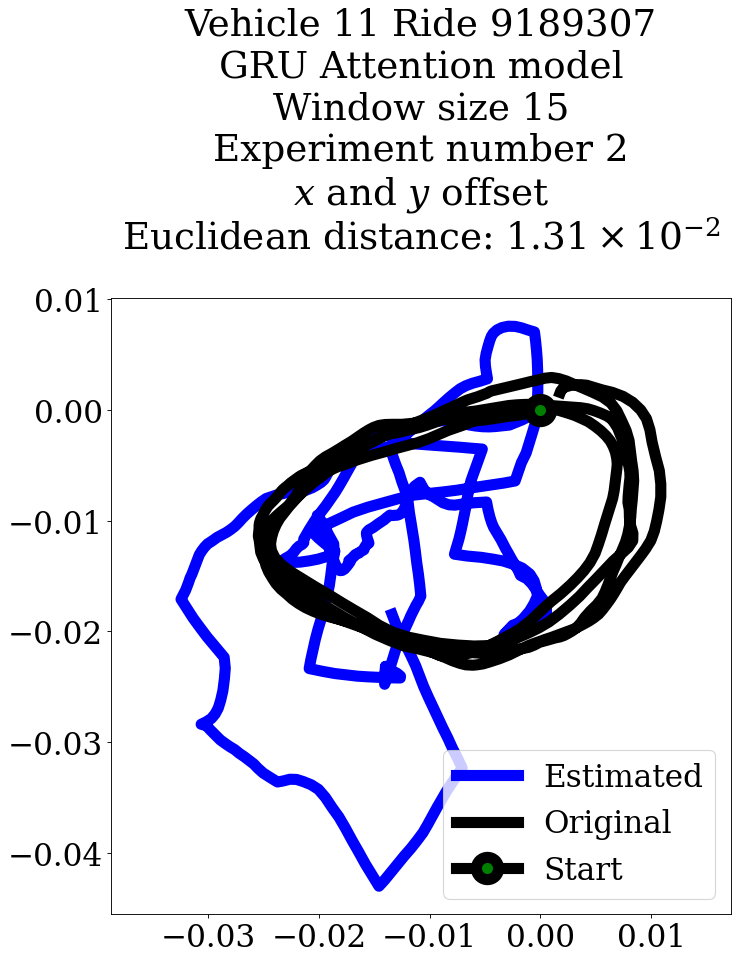 Vehicle 11 Ride 9189307
GRU Attention model
Window size 15
Experiment number 2
x and y offset
Euclidean distance: 1.31 × 10⁻²
0.01
0.00
−0.01
−0.02
−0.03
−0.04
Estimated
Original
Start
−0.03 −0.02 −0.01 0.00 0.01